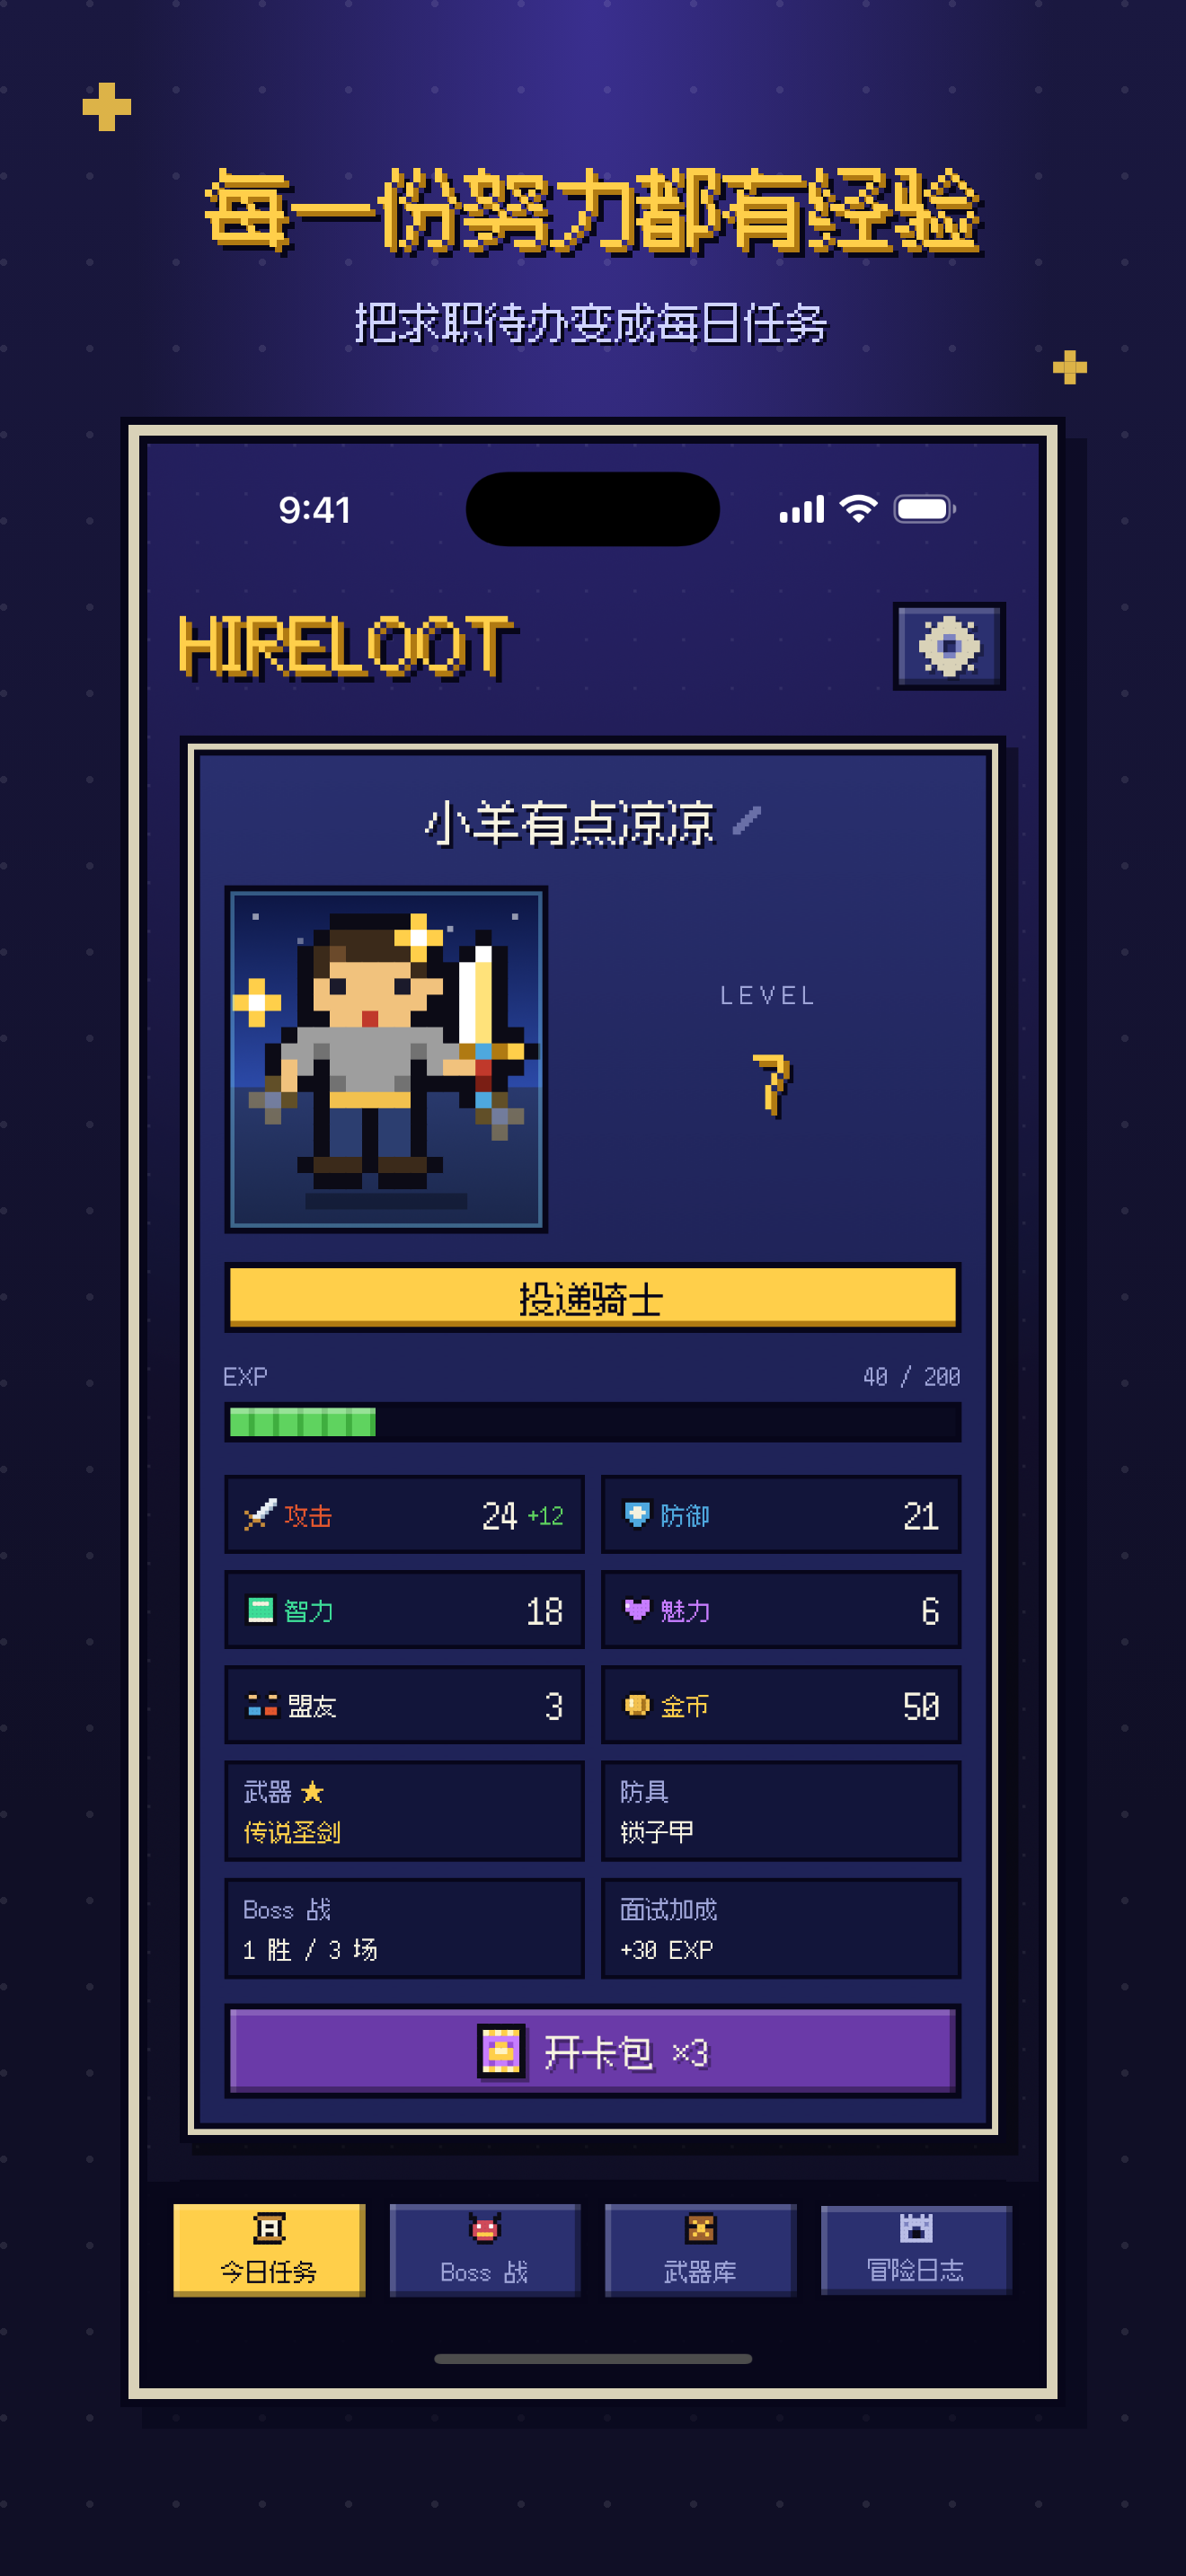 每一份努力都有经验
把求职待办变成每日任务
9:41
HIRELOOT
小羊有点凉凉
LEVEL
7
投递骑士
EXP 40 / 200
攻击 24 +12 防御 21
智力 18 魅力 6
盟友 3 金币 50
武器 ★ 防具
传说圣剑 锁子甲
Boss 战 面试加成
1 胜 / 3 场 +30 EXP
开卡包 ×3
今日任务 Boss 战 武器库 冒险日志